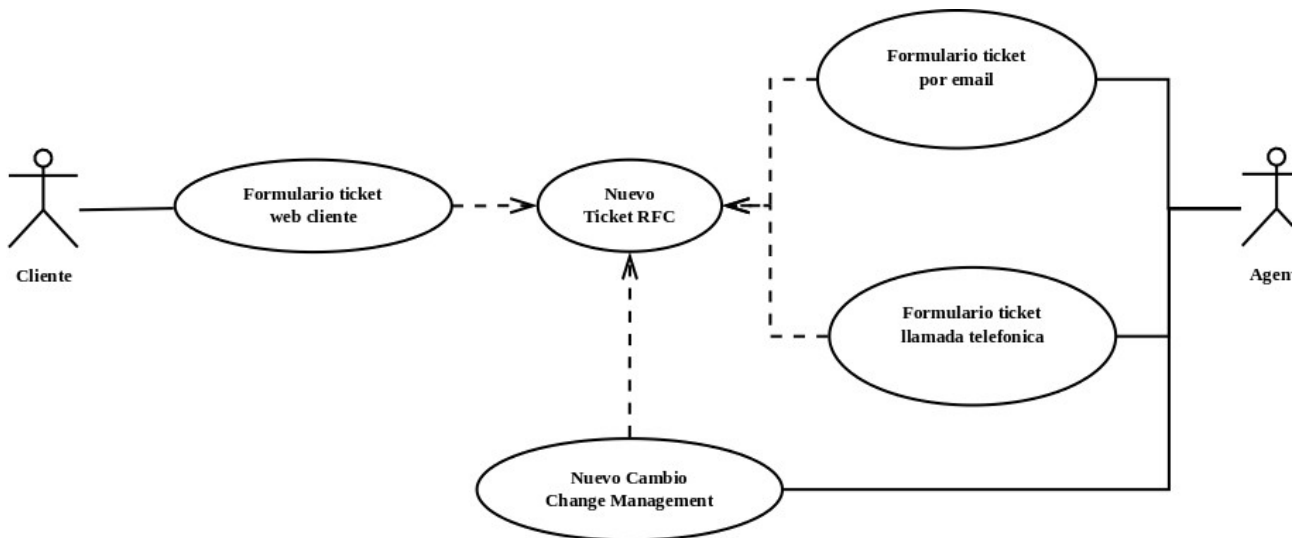 Formulario ticket
por email
Formulario ticket
web cliente
Nuevo
Ticket RFC
Cliente
Agent
Formulario ticket
llamada telefonica
Nuevo Cambio
Change Management